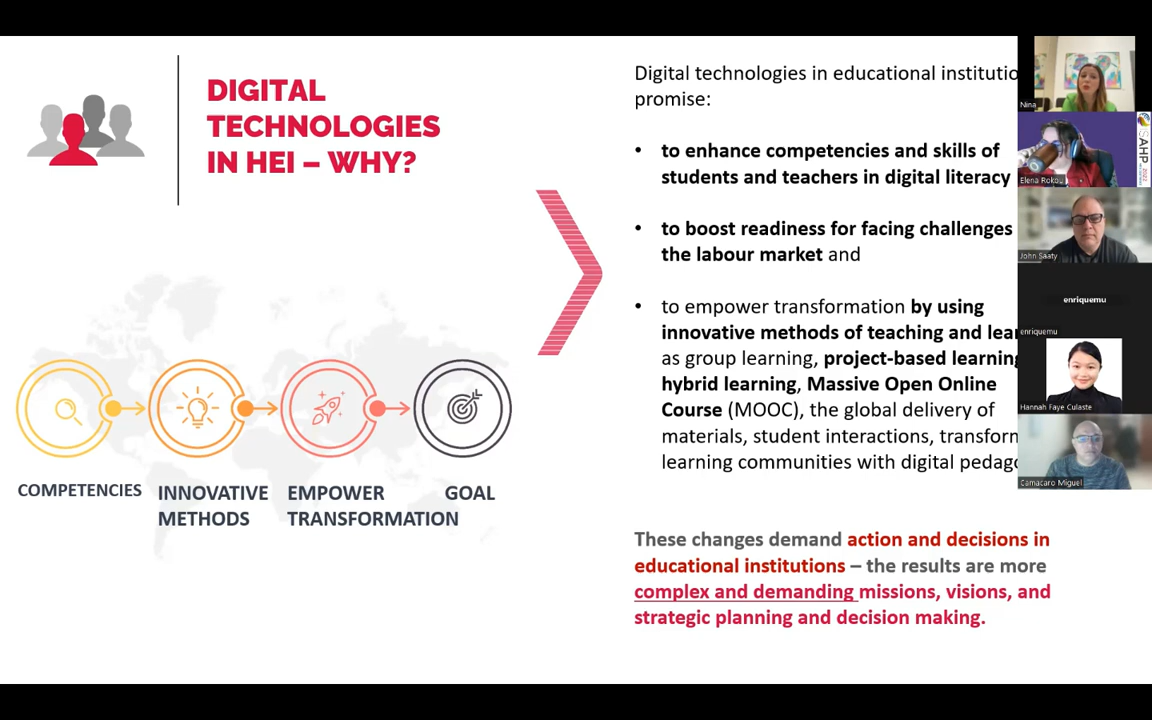 DIGITAL
TECHNOLOGIES
IN HEI – WHY?
COMPETENCIES
INNOVATIVE
METHODS
EMPOWER
TRANSFORMATION
GOAL
Digital technologies in educational
promise:
• to enhance competencies and skills of
students and teachers in digital literacy
• to boost readiness for facing challenges
the labour market and
• to empower transformation by using
innovative methods of teaching and
as group learning, project-based learning
hybrid learning, Massive Open Online
Course (MOOC), the global delivery of
materials, student interactions,
learning communities with digital
These changes demand action and decisions in
educational institutions – the results are more
complex and demanding missions, visions, and
strategic planning and decision making.
Nina
SAHP
2022
Elena Rokou
John Saaty
enriquemu
enriquemu
Hannah Faye Culaste
Camacaro Miguel